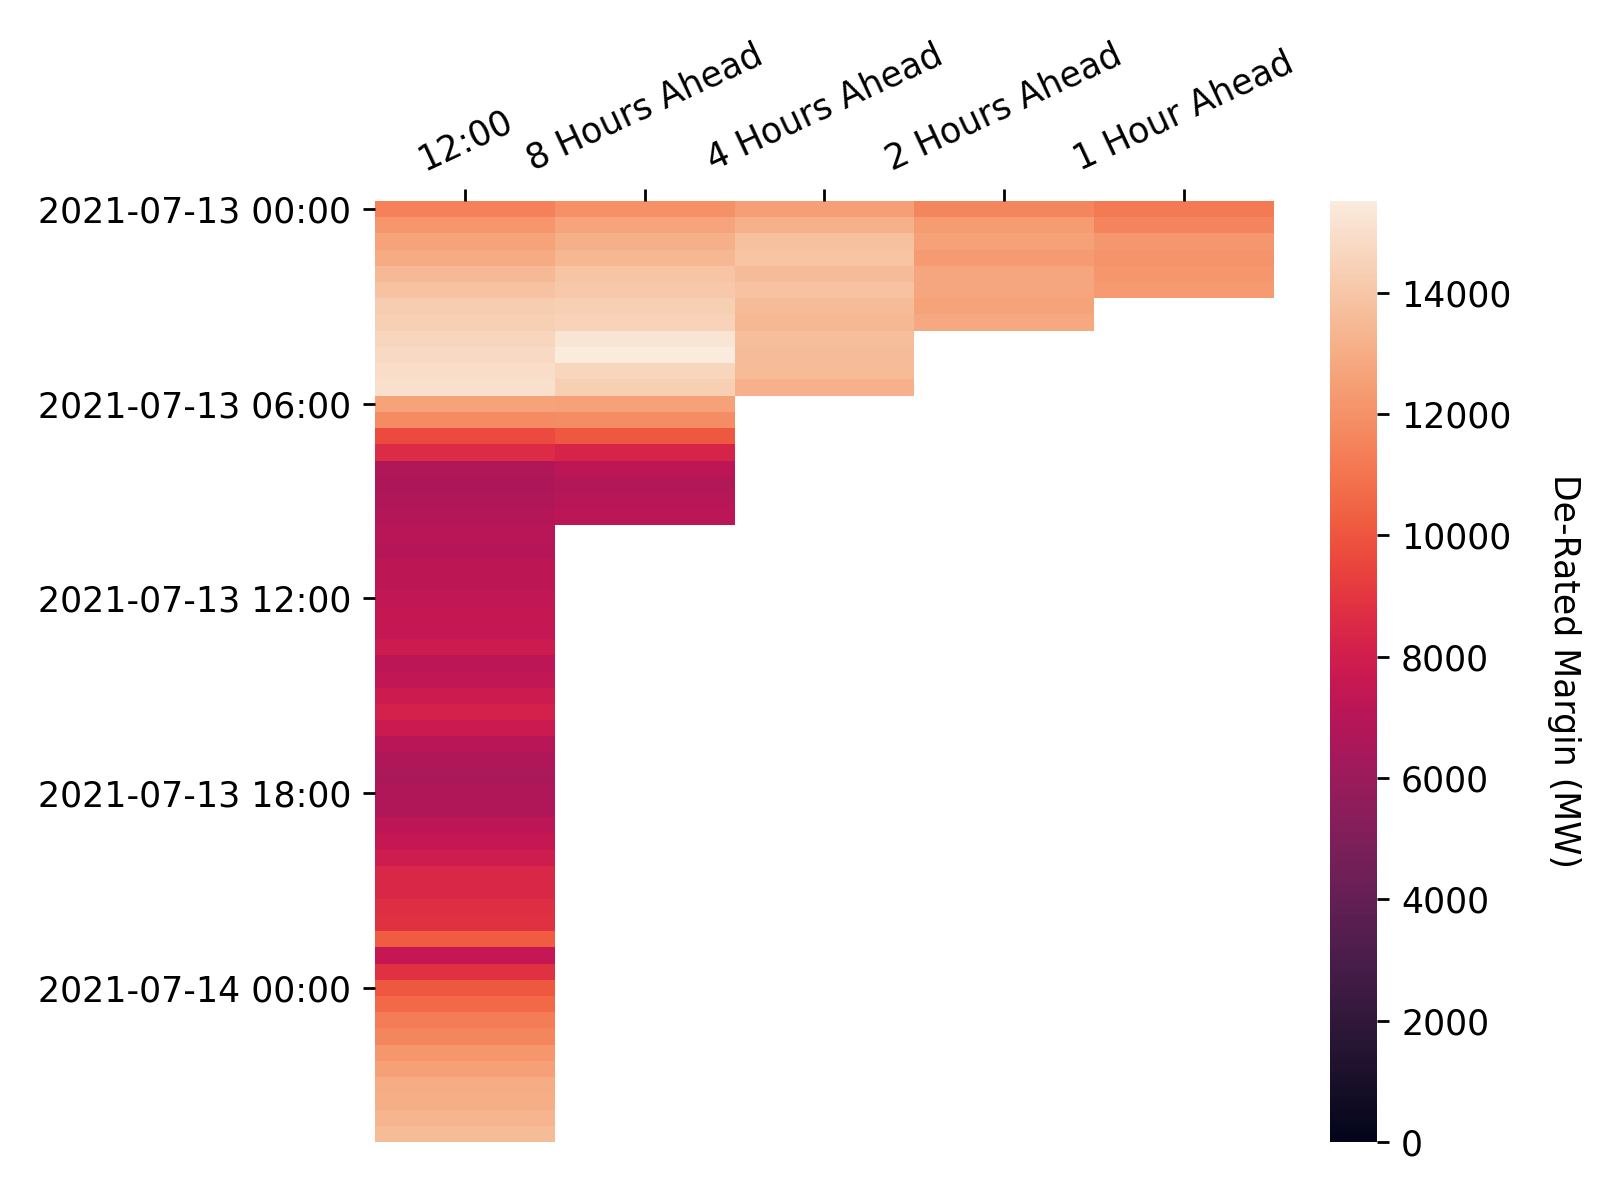 12:00
8 Hours Ahead
4 Hours Ahead
2 Hours Ahead
1 Hour Ahead
2021-07-13 00:00
2021-07-13 06:00
2021-07-13 12:00
2021-07-13 18:00
2021-07-14 00:00
14000
12000
10000
8000
6000
4000
2000
0
De-Rated Margin (MW)